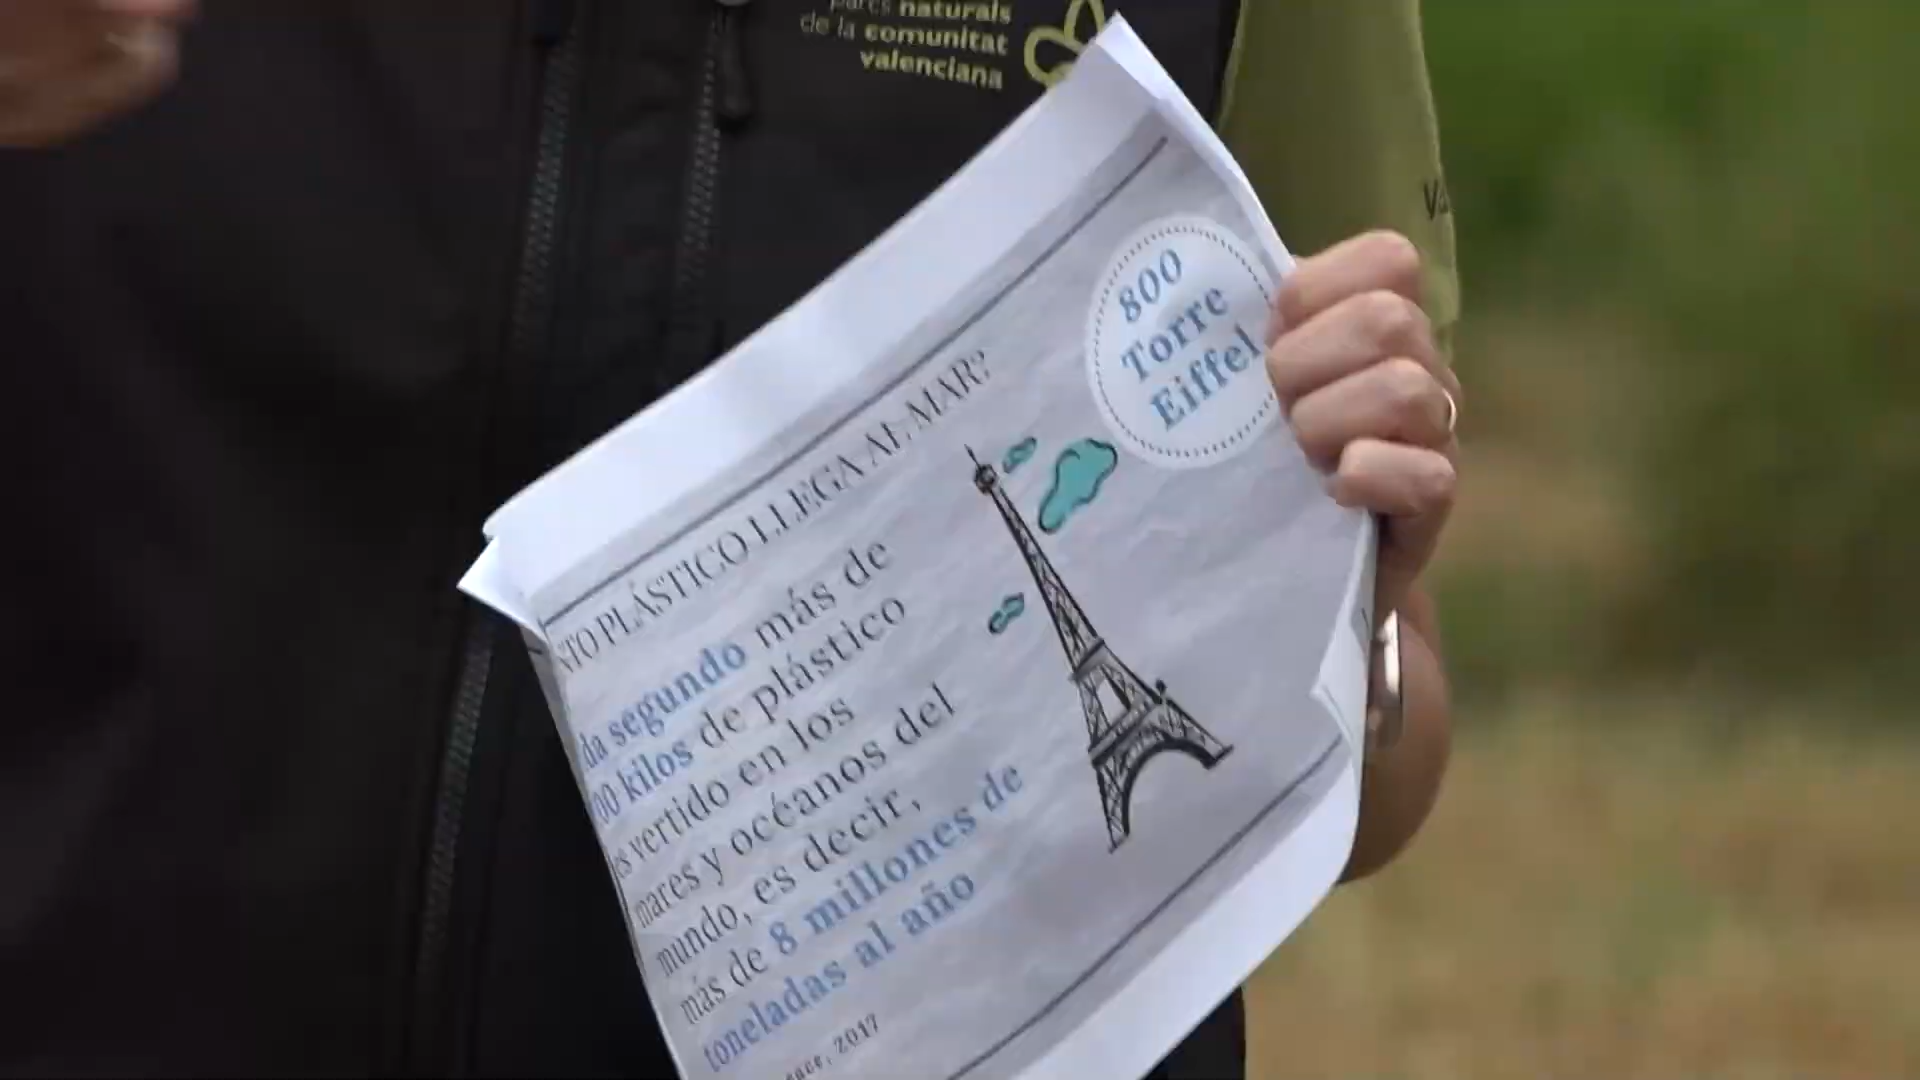 parcs naturals
de la comunitat
valenciana
800
Torre
Eiffel
PLÁSTICO LLEGA AL MAR?
segundo más de
kilos de plástico
es vertido en los
mares y océanos del
mundo, es decir,
más de 8 millones de
toneladas al año
2017